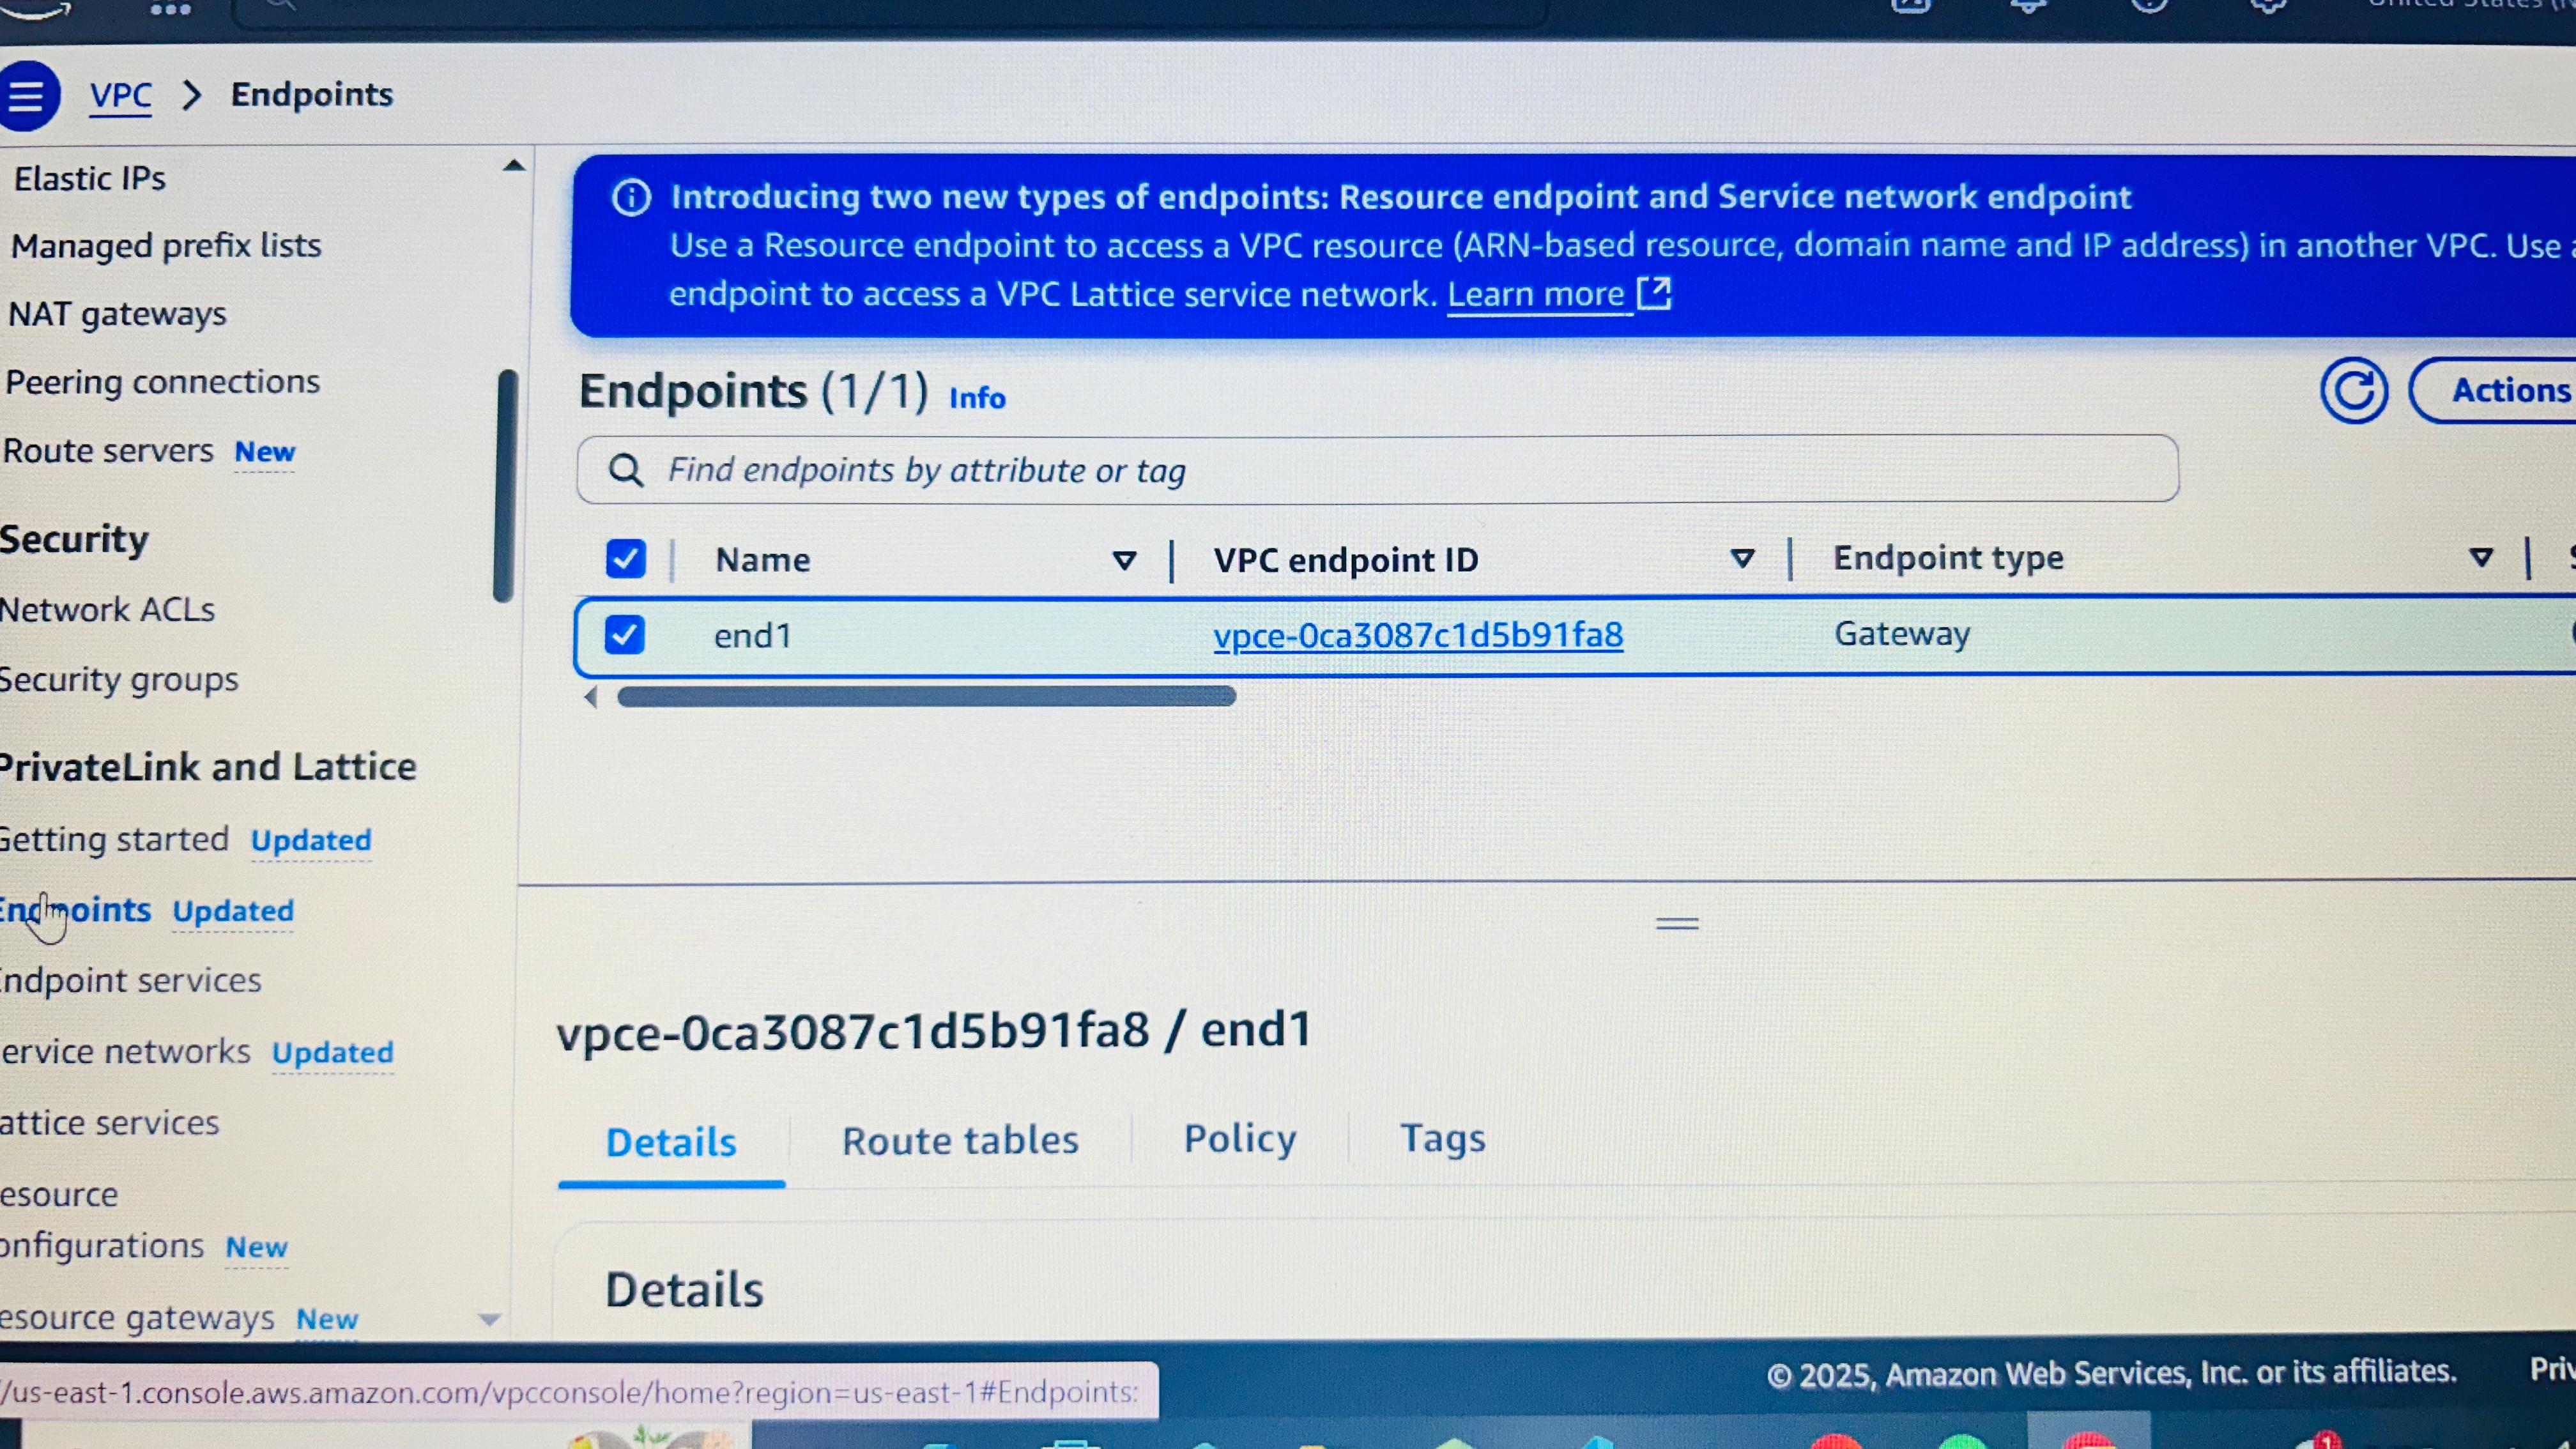 VPC > Endpoints
Elastic IPs
Managed prefix lists
NAT gateways
Peering connections
Route servers New
Security
Network ACLs
Security groups
PrivateLink and Lattice
Getting started Updated
Endpoints Updated
Endpoint services
ervice networks Updated
attice services
esource
onfigurations New
esource gateways New
Introducing two new types of endpoints: Resource endpoint and Service network endpoint
Use a Resource endpoint to access a VPC resource (ARN-based resource, domain name and IP address) in another VPC. Use
endpoint to access a VPC Lattice service network. Learn more
Endpoints (1/1) Info
Actions
Find endpoints by attribute or tag
Name VPC endpoint ID Endpoint type
end1 vpce-0ca3087c1d5b91fa8 Gateway
vpce-0ca3087c1d5b91fa8 / end1
Details Route tables Policy Tags
Details
© 2025, Amazon Web Services, Inc. or its affiliates.
/us-east-1.console.aws.amazon.com/vpcconsole/home?region=us-east-1#Endpoints:
1